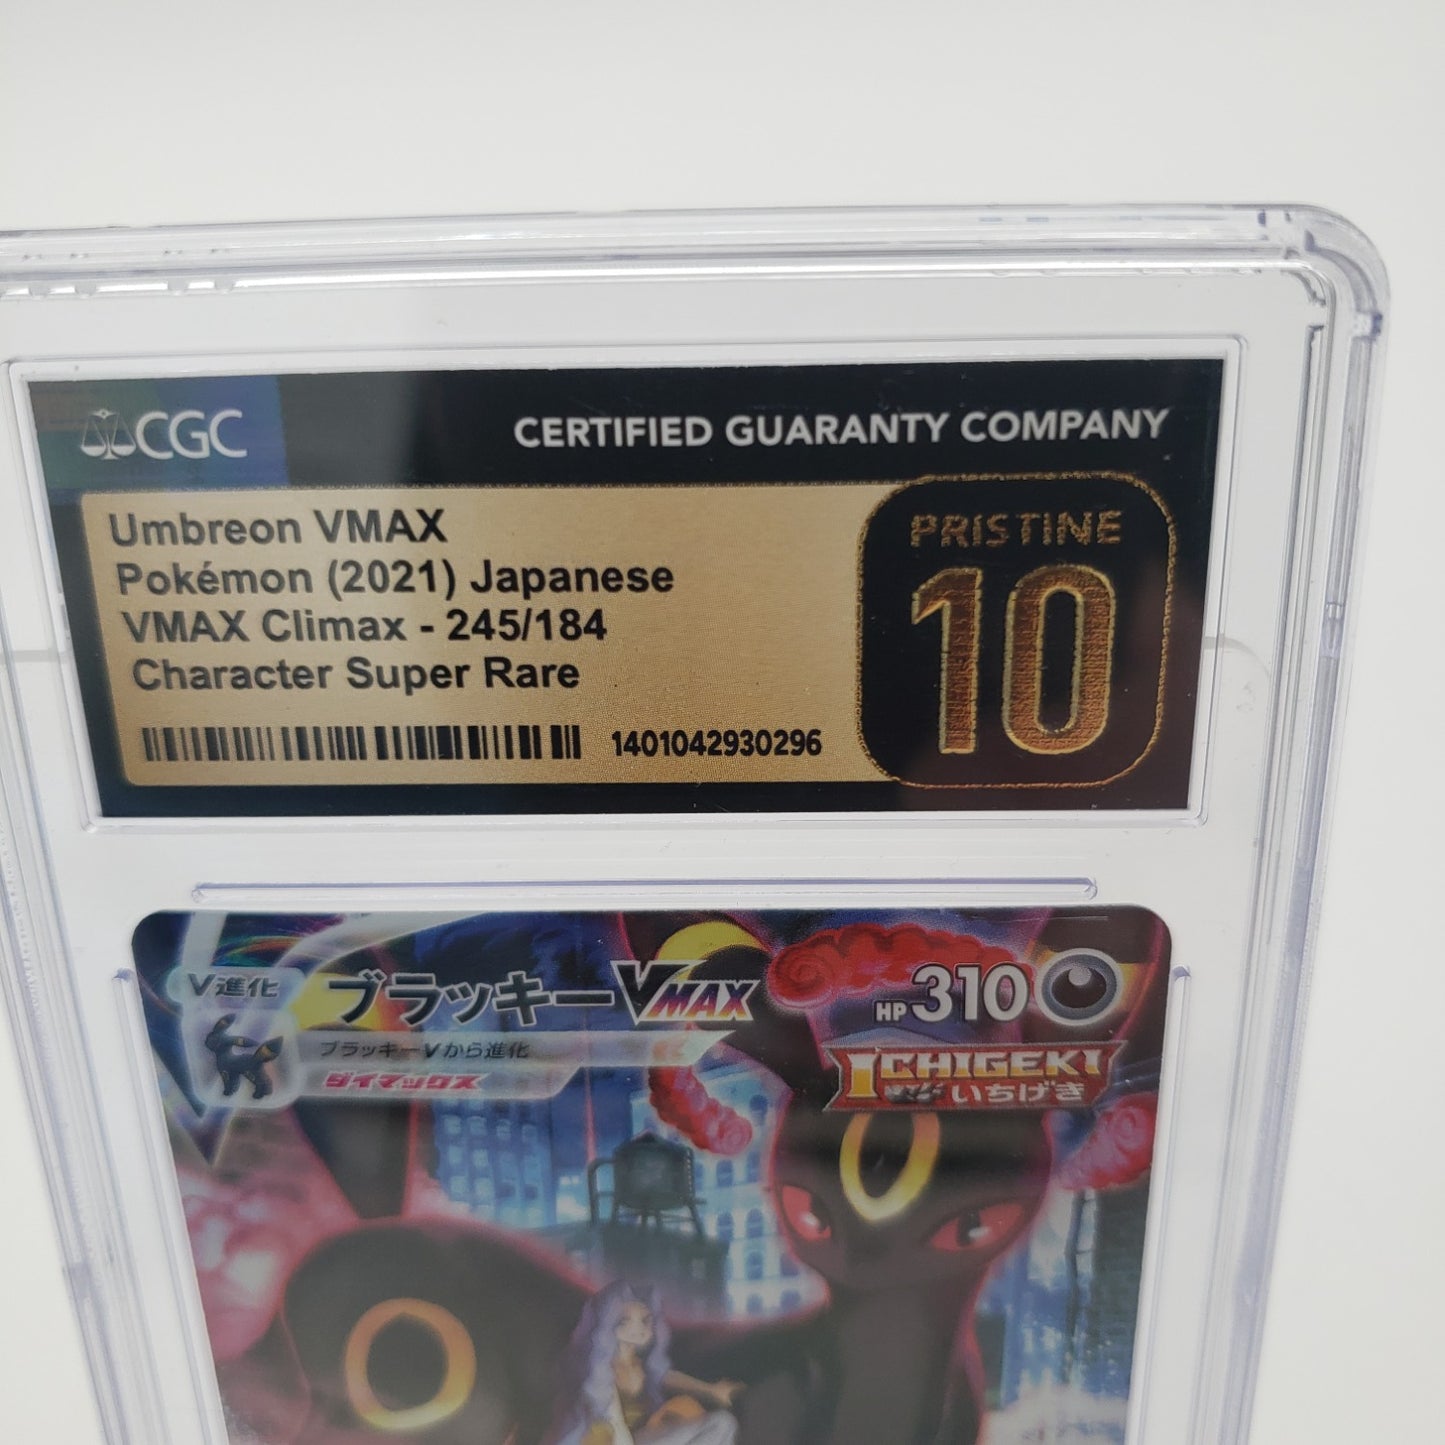 CGC
CERTIFIED GUARANTY COMPANY
Umbreon VMAX
Pokémon (2021) Japanese
VMAX Climax - 245/184
Character Super Rare
1401042930296
PRISTINE
10
V進化
ブラッキーVMAX
HP310
ブラッキーVから進化
ダイマックス
ICHIGEKI
いちげき